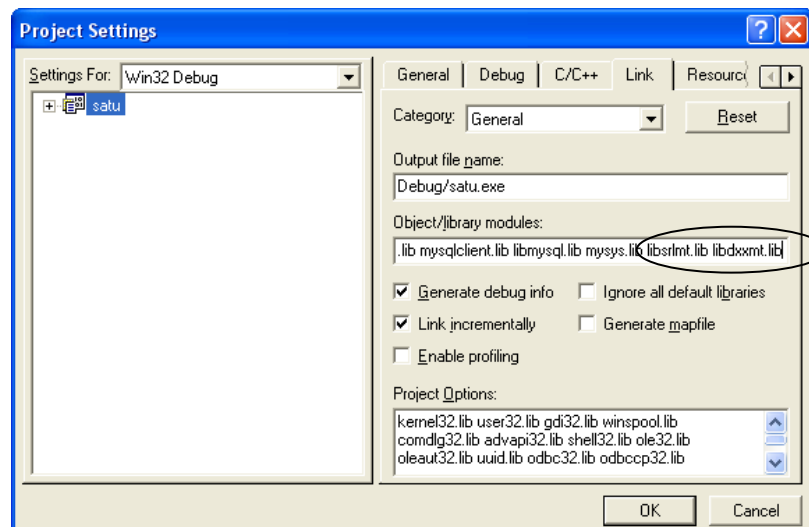 Project Settings
Settings For: Win32 Debug
satu
General Debug C/C++ Link Resourc
Category: General Reset
Output file name:
Debug/satu.exe
Object/library modules:
.lib mysqlclient.lib libmysql.lib mysys.lib libsrlmt.lib libdxxmt.lib
Generate debug info Ignore all default libraries
Link incrementally Generate mapfile
Enable profiling
Project Options:
kernel32.lib user32.lib gdi32.lib winspool.lib
comdlg32.lib advapi32.lib shell32.lib ole32.lib
oleaut32.lib uuid.lib odbc32.lib odbccp32.lib
OK Cancel